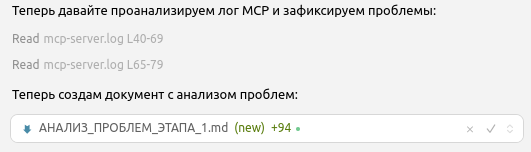 Теперь давайте проанализируем лог MCP и зафиксируем проблемы:
Read mcp-server.log L40-69
Read mcp-server.log L65-79
Теперь создам документ с анализом проблем:
АНАЛИЗ_ПРОБЛЕМ_ЭТАПА_1.md (new) +94